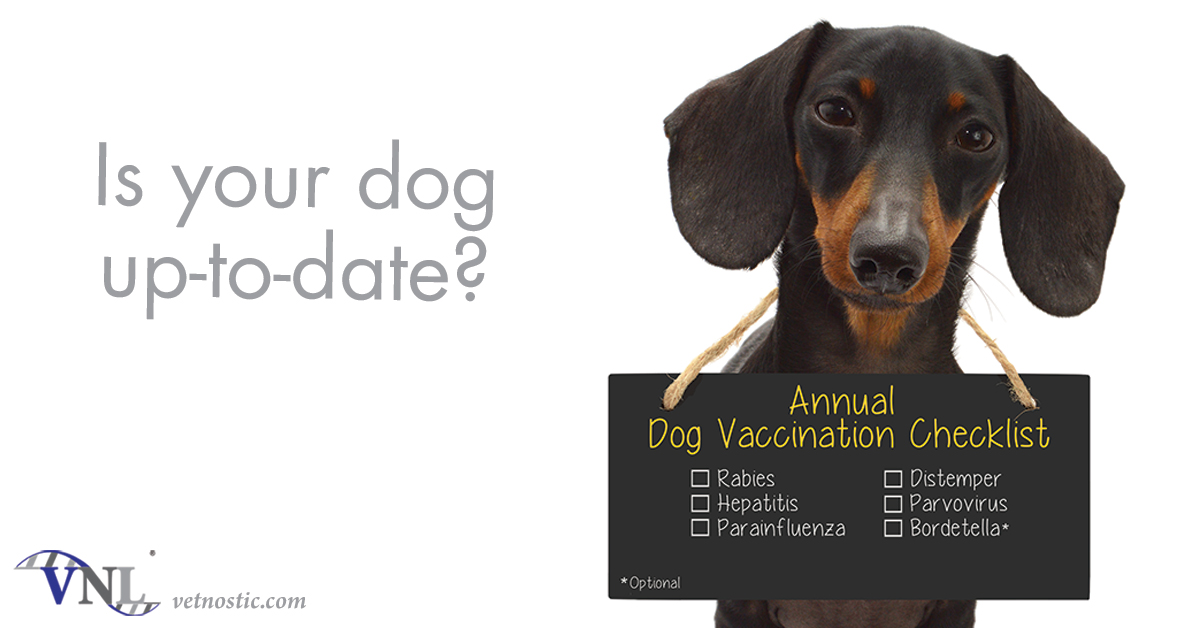 Is your dog
up-to-date?
Annual
Dog Vaccination Checklist
Rabies
Hepatitis
Parainfluenza
Distemper
Parvovirus
Bordetella*
*Optional
VNL®
vetnostic.com